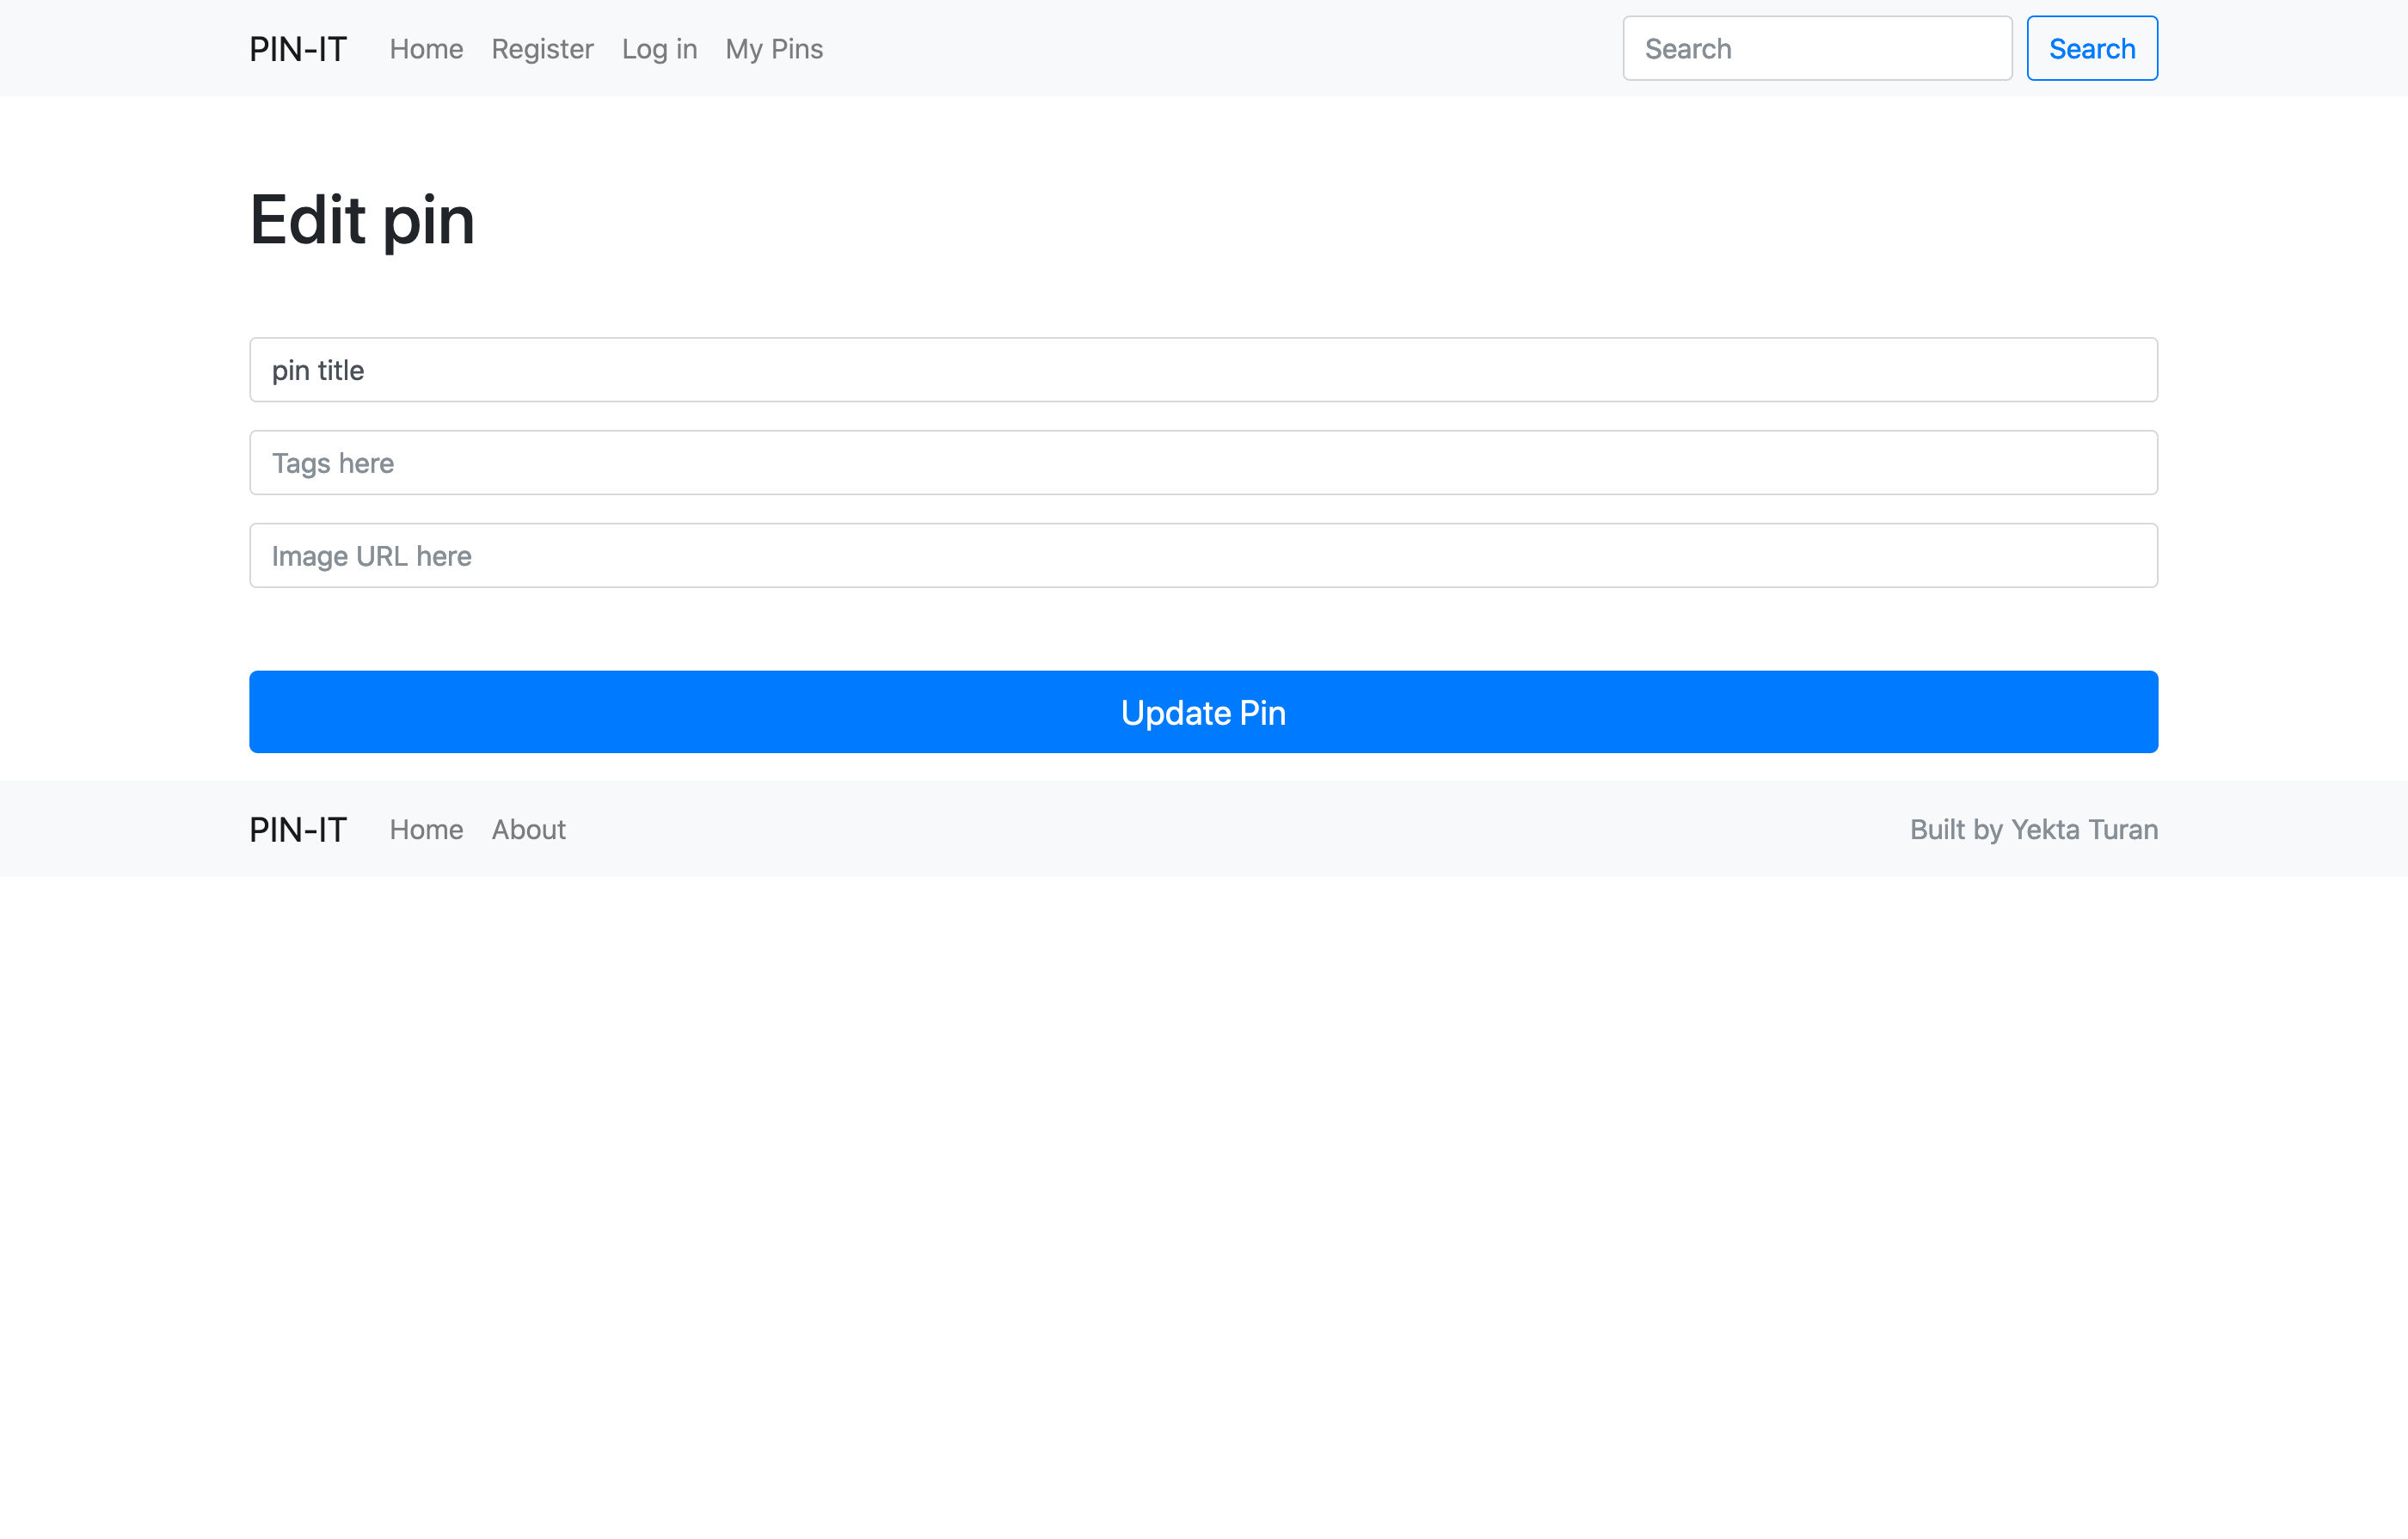 PIN-IT Home Register Log in My Pins Search Search
Edit pin
pin title
Tags here
Image URL here
Update Pin
PIN-IT Home About Built by Yekta Turan